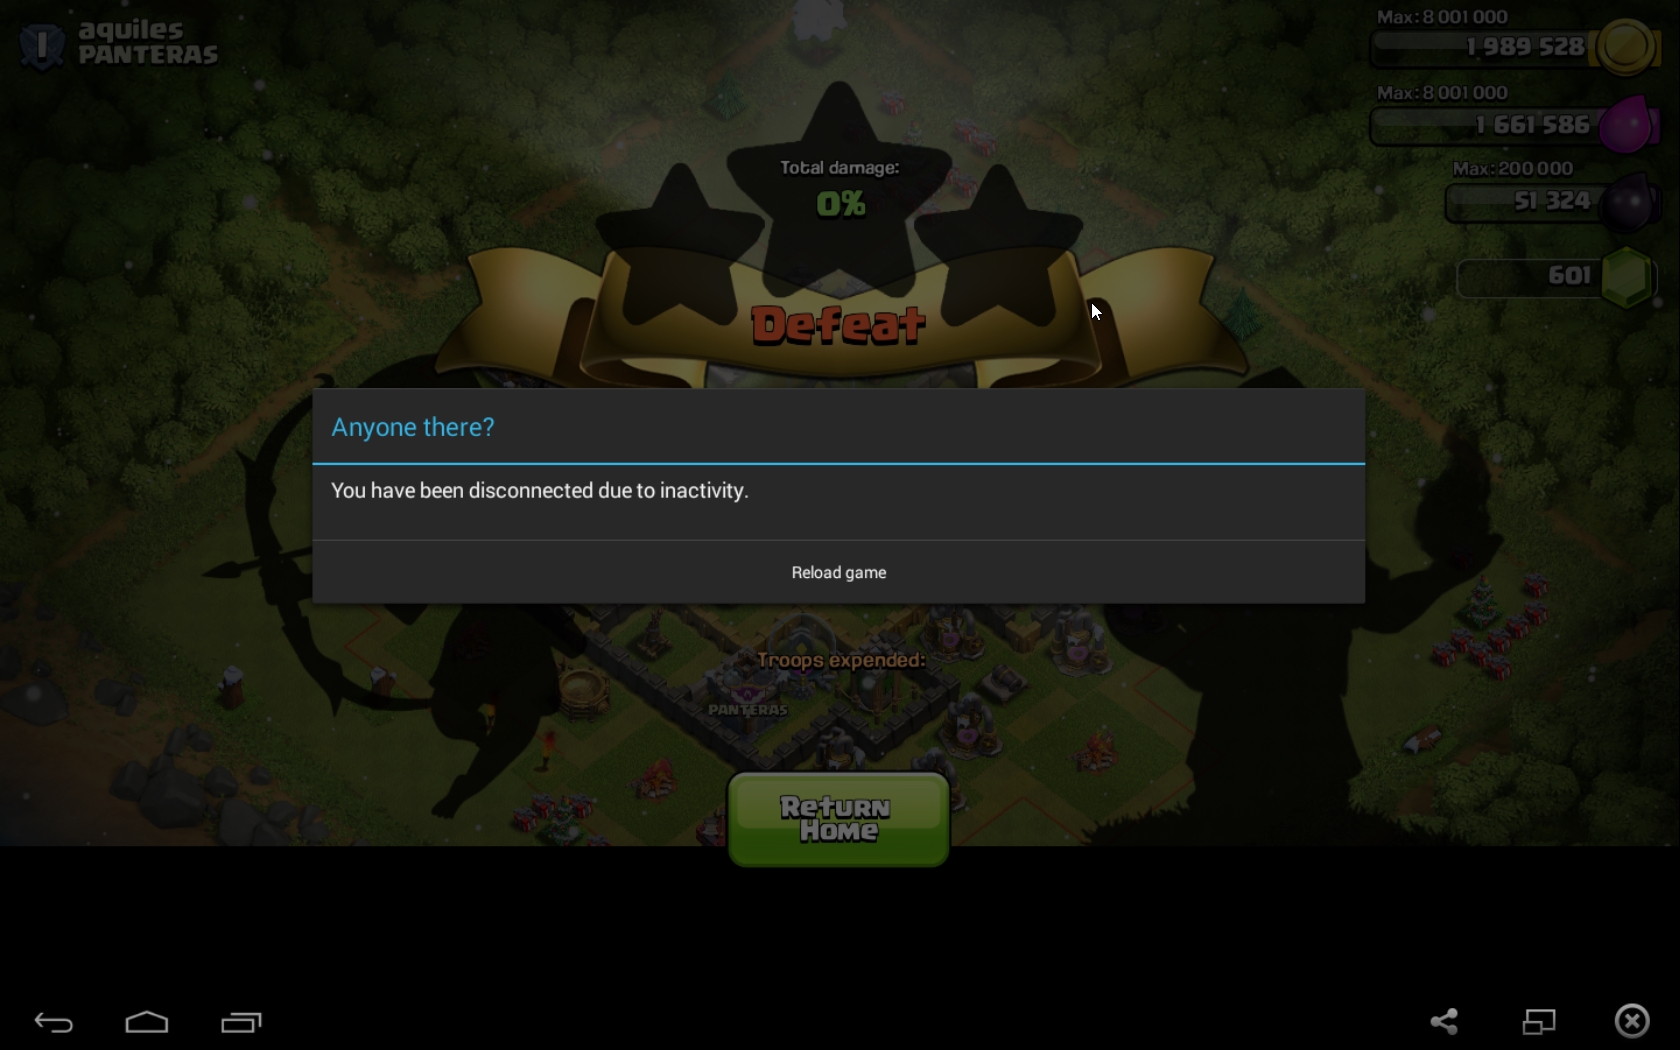 aquiles
PANTERAS
Max: 8 001 000
1 989 528
Max: 8 001 000
1 661 586
Max: 200 000
51 324
601
Total damage:
0%
Defeat
Anyone there?
You have been disconnected due to inactivity.
Reload game
Troops expended:
PANTERAS
Return
Home